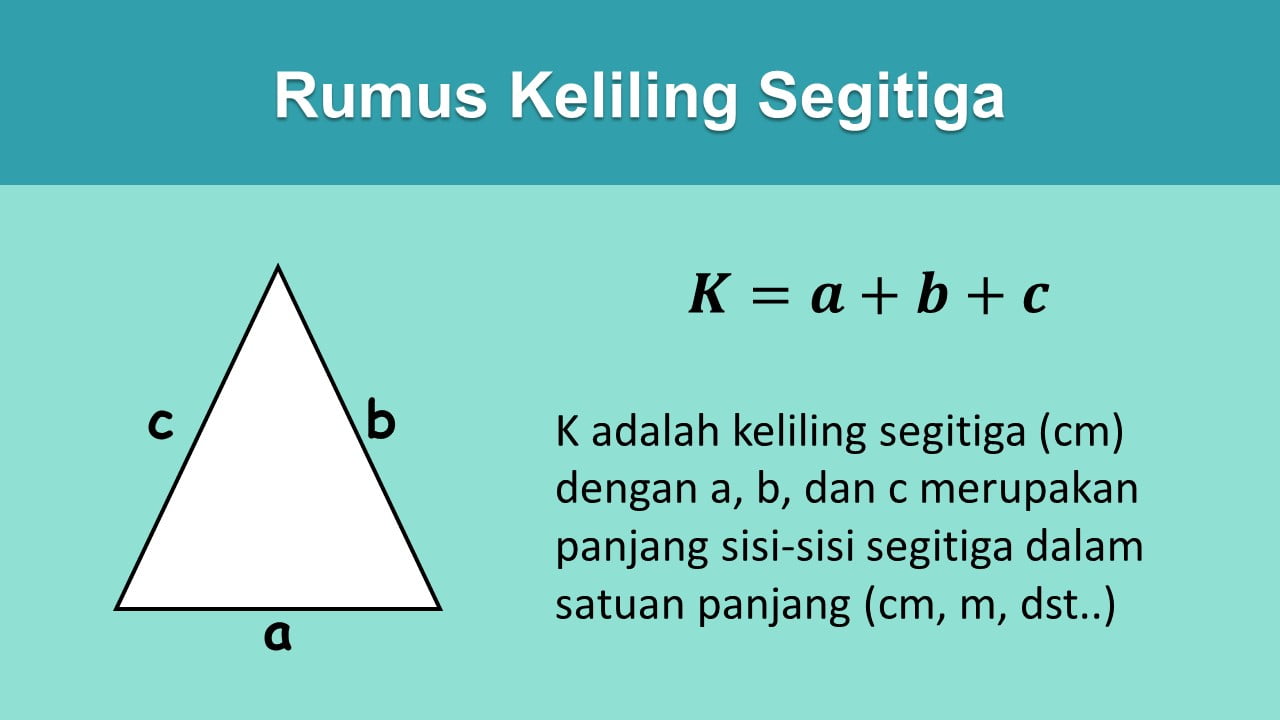 Rumus Keliling Segitiga
K = a + b + c
c
b
a
K adalah keliling segitiga (cm)
dengan a, b, dan c merupakan
panjang sisi-sisi segitiga dalam
satuan panjang (cm, m, dst..)